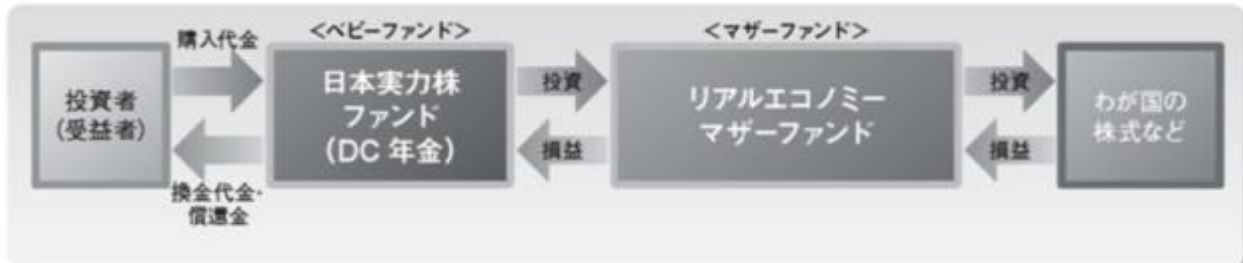 購入代金
投資者
(受益者)
換金代金・
償還金
<ベビーファンド>
日本実力株
ファンド
(DC 年金)
投資
損益
<マザーファンド>
リアルエコノミー
マザーファンド
投資
損益
わが国の
株式など